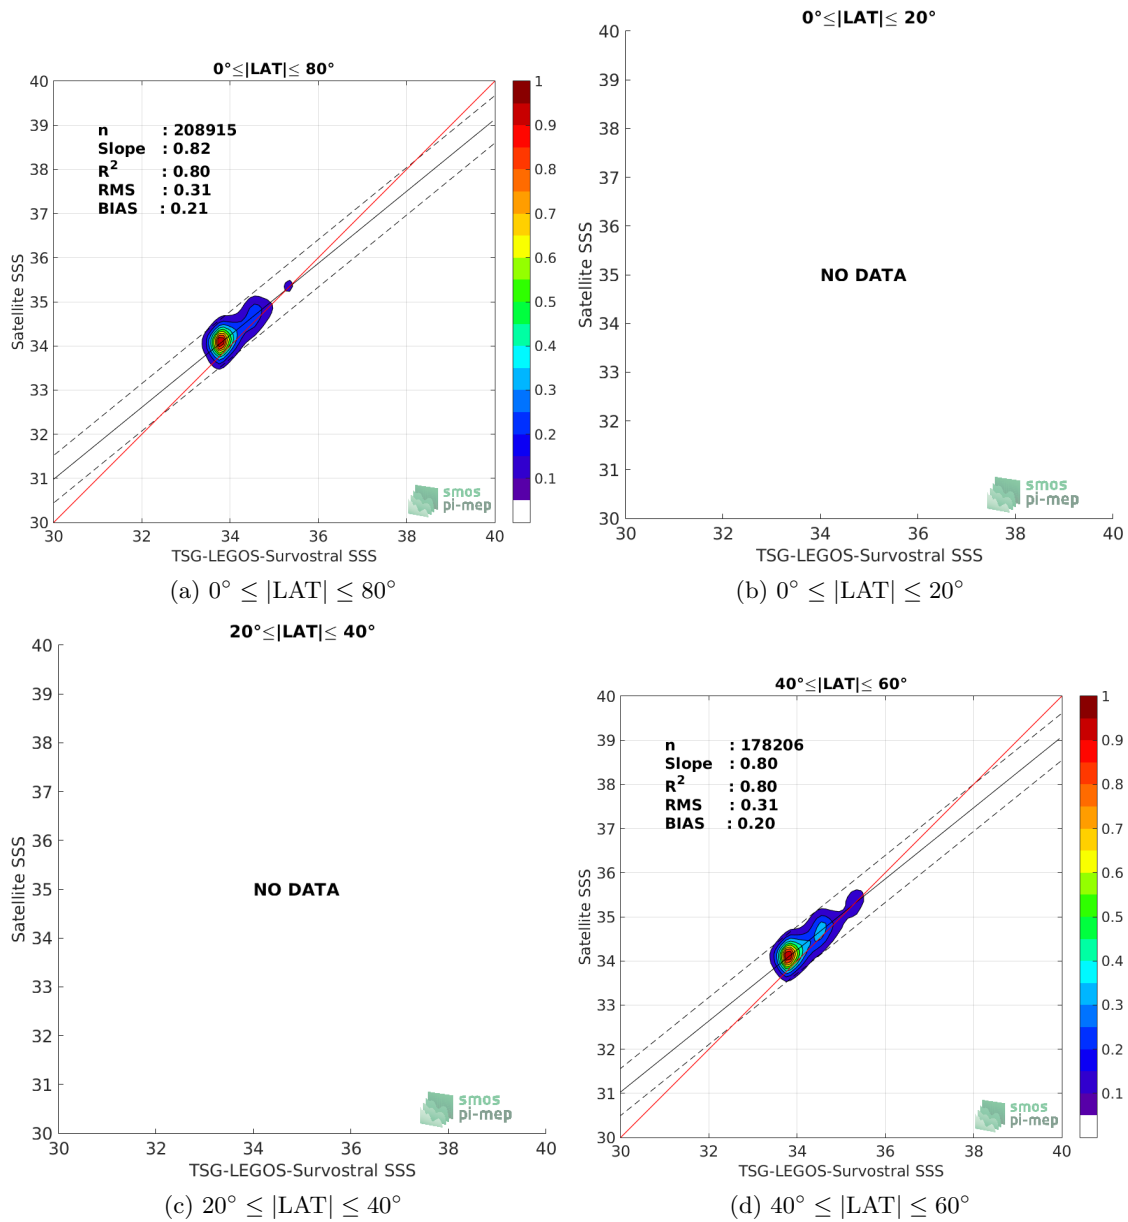 0°≤|LAT|≤ 80°
40
39
38
37
36
35
34
33
32
31
30
n : 208915
Slope : 0.82
R² : 0.80
RMS : 0.31
BIAS : 0.21
smos
pi-mep
30 32 34 36 38 40
TSG-LEGOS-Survostral SSS
Satellite SSS
1
0.9
0.8
0.7
0.6
0.5
0.4
0.3
0.2
0.1
(a) 0° ≤ |LAT| ≤ 80°
0°≤|LAT|≤ 20°
40
39
38
37
36
35
34
33
32
31
30
NO DATA
smos
pi-mep
30 32 34 36 38 40
TSG-LEGOS-Survostral SSS
Satellite SSS
(b) 0° ≤ |LAT| ≤ 20°
20°≤|LAT|≤ 40°
40
39
38
37
36
35
34
33
32
31
30
NO DATA
smos
pi-mep
30 32 34 36 38 40
TSG-LEGOS-Survostral SSS
Satellite SSS
(c) 20° ≤ |LAT| ≤ 40°
40°≤|LAT|≤ 60°
40
39
38
37
36
35
34
33
32
31
30
n : 178206
Slope : 0.80
R² : 0.80
RMS : 0.31
BIAS : 0.20
smos
pi-mep
30 32 34 36 38 40
TSG-LEGOS-Survostral SSS
Satellite SSS
1
0.9
0.8
0.7
0.6
0.5
0.4
0.3
0.2
0.1
(d) 40° ≤ |LAT| ≤ 60°